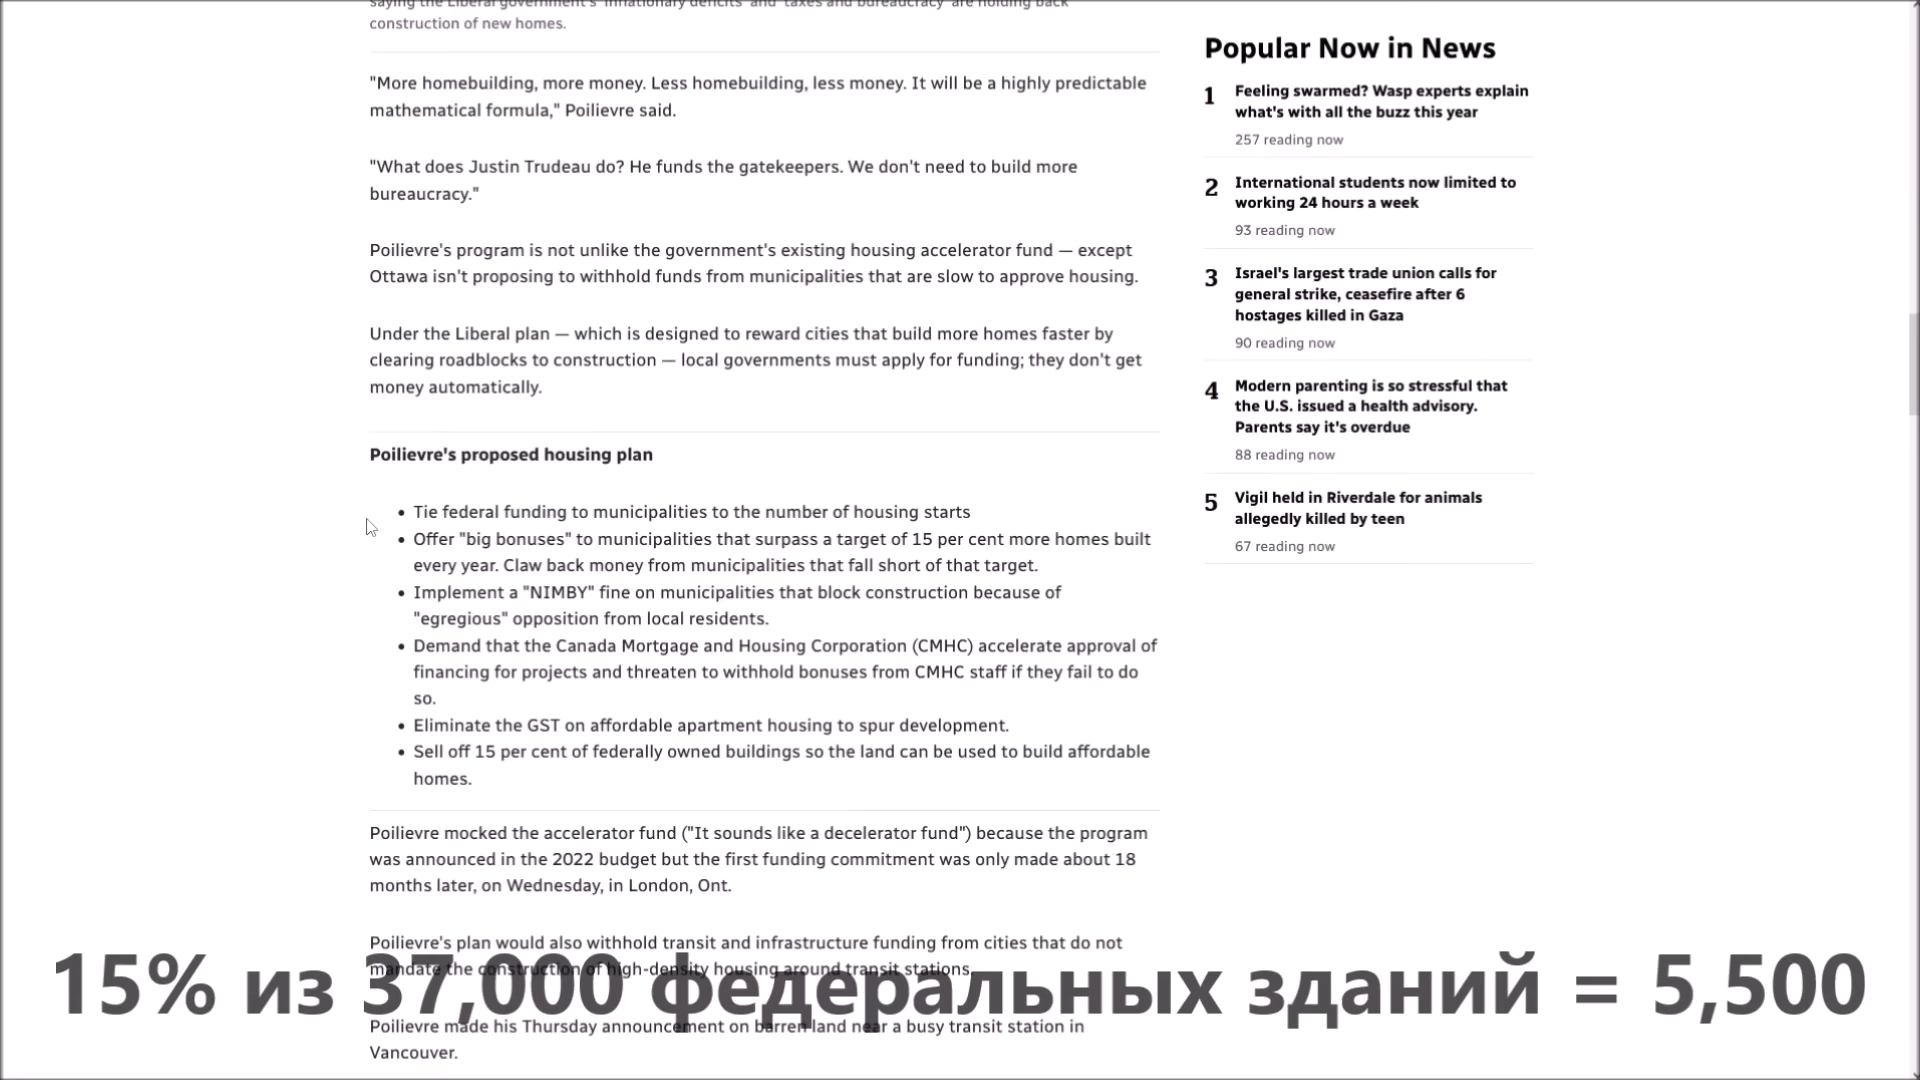 saying the Liberal government's "inflationary deficits" and "taxes and bureaucracy" are holding back
construction of new homes.
"More homebuilding, more money. Less homebuilding, less money. It will be a highly predictable
mathematical formula," Poilievre said.
"What does Justin Trudeau do? He funds the gatekeepers. We don't need to build more
bureaucracy."
Poilievre's program is not unlike the government's existing housing accelerator fund — except
Ottawa isn't proposing to withhold funds from municipalities that are slow to approve housing.
Under the Liberal plan — which is designed to reward cities that build more homes faster by
clearing roadblocks to construction — local governments must apply for funding; they don't get
money automatically.
Poilievre's proposed housing plan
• Tie federal funding to municipalities to the number of housing starts
• Offer "big bonuses" to municipalities that surpass a target of 15 per cent more homes built
every year. Claw back money from municipalities that fall short of that target.
• Implement a "NIMBY" fine on municipalities that block construction because of
"egregious" opposition from local residents.
• Demand that the Canada Mortgage and Housing Corporation (CMHC) accelerate approval of
financing for projects and threaten to withhold bonuses from CMHC staff if they fail to do
so.
• Eliminate the GST on affordable apartment housing to spur development.
• Sell off 15 per cent of federally owned buildings so the land can be used to build affordable
homes.
Poilievre mocked the accelerator fund ("It sounds like a decelerator fund") because the program
was announced in the 2022 budget but the first funding commitment was only made about 18
months later, on Wednesday, in London, Ont.
Poilievre's plan would also withhold transit and infrastructure funding from cities that do not
mandate the construction of high-density housing around transit stations.
Poilievre made his Thursday announcement on barren land near a busy transit station in
Vancouver.
Popular Now in News
1 Feeling swarmed? Wasp experts explain
what's with all the buzz this year
257 reading now
2 International students now limited to
working 24 hours a week
93 reading now
3 Israel's largest trade union calls for
general strike, ceasefire after 6
hostages killed in Gaza
90 reading now
4 Modern parenting is so stressful that
the U.S. issued a health advisory.
Parents say it's overdue
88 reading now
5 Vigil held in Riverdale for animals
allegedly killed by teen
67 reading now
15% из 37,000 федеральных зданий = 5,500